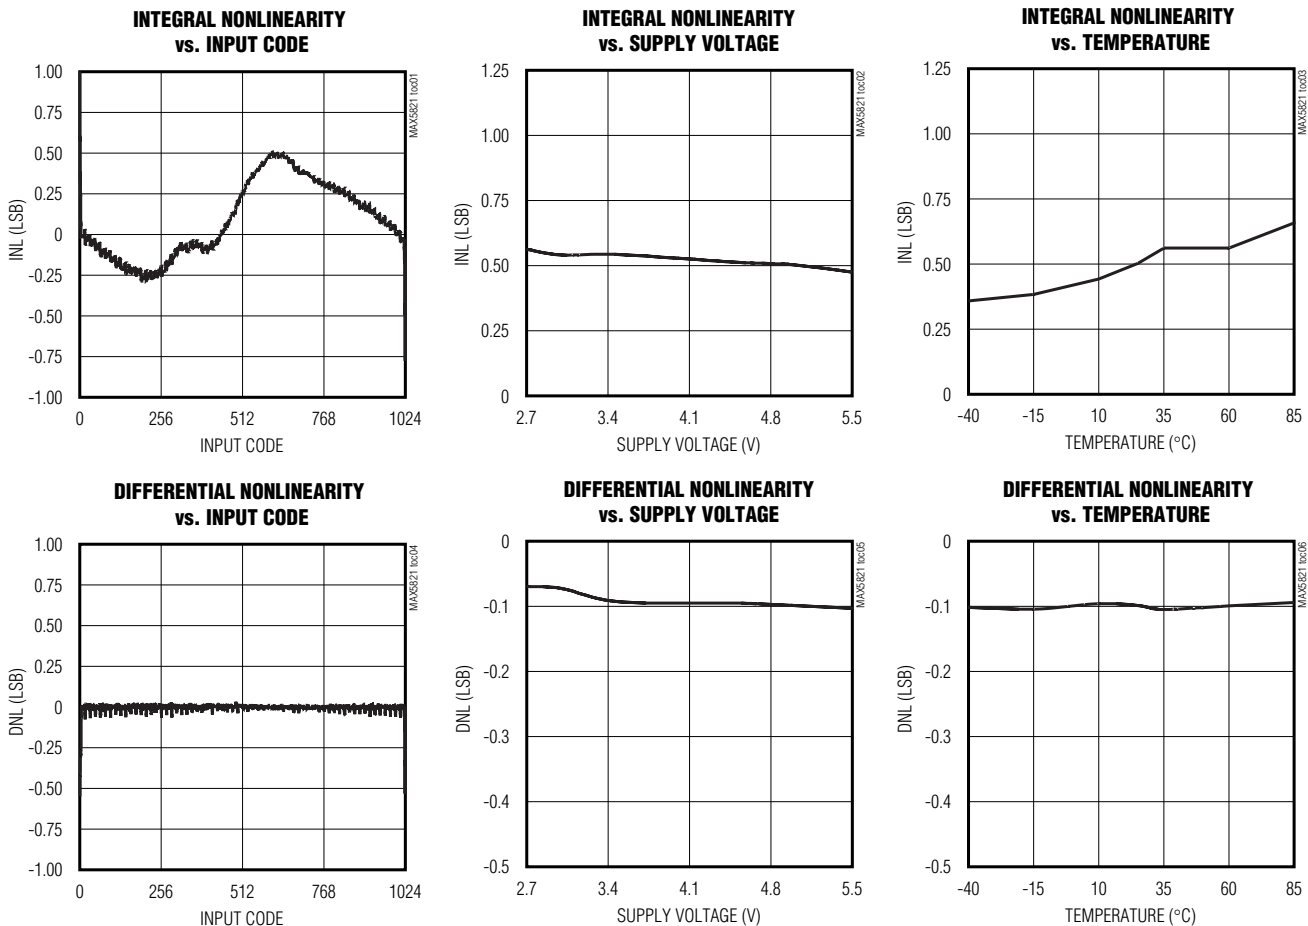 INTEGRAL NONLINEARITY
vs. INPUT CODE
1.00
0.75
0.50
0.25
0
-0.25
-0.50
-0.75
-1.00
INL (LSB)
0 256 512 768 1024
INPUT CODE
MAX5821 toc01
INTEGRAL NONLINEARITY
vs. SUPPLY VOLTAGE
1.25
1.00
0.75
0.50
0.25
0
INL (LSB)
2.7 3.4 4.1 4.8 5.5
SUPPLY VOLTAGE (V)
MAX5821 toc02
INTEGRAL NONLINEARITY
vs. TEMPERATURE
1.25
1.00
0.75
0.50
0.25
0
INL (LSB)
-40 -15 10 35 60 85
TEMPERATURE (°C)
MAX5821 toc03
DIFFERENTIAL NONLINEARITY
vs. INPUT CODE
1.00
0.75
0.50
0.25
0
-0.25
-0.50
-0.75
-1.00
DNL (LSB)
0 256 512 768 1024
INPUT CODE
MAX5821 toc04
DIFFERENTIAL NONLINEARITY
vs. SUPPLY VOLTAGE
0
-0.1
-0.2
-0.3
-0.4
-0.5
DNL (LSB)
2.7 3.4 4.1 4.8 5.5
SUPPLY VOLTAGE (V)
MAX5821 toc05
DIFFERENTIAL NONLINEARITY
vs. TEMPERATURE
0
-0.1
-0.2
-0.3
-0.4
-0.5
DNL (LSB)
-40 -15 10 35 60 85
TEMPERATURE (°C)
MAX5821 toc06